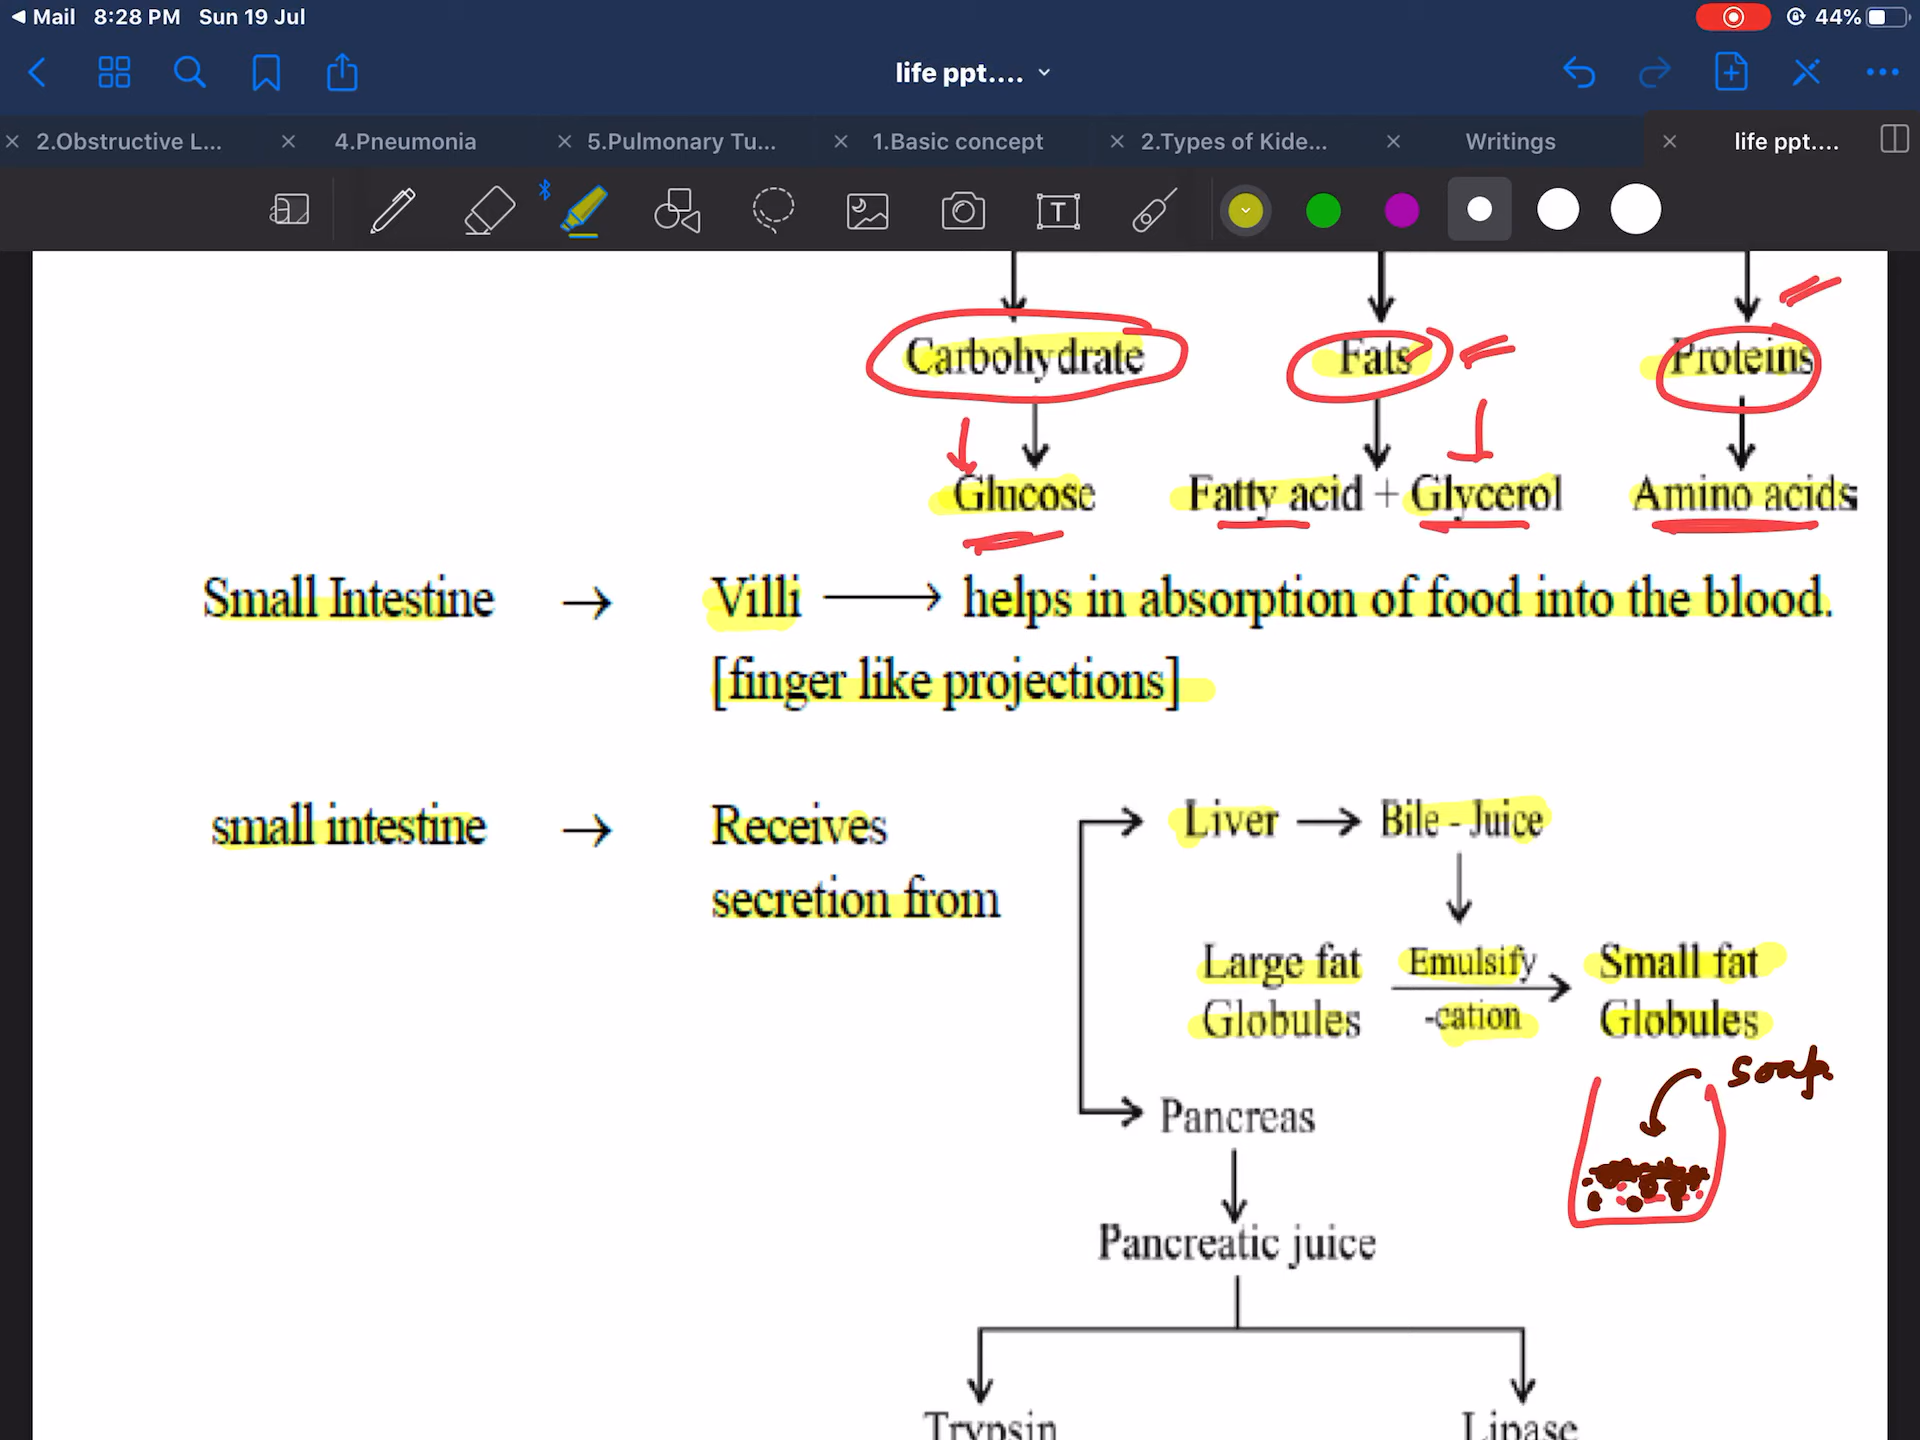 Mail 8:28 PM Sun 19 Jul 44%
life ppt....
2.Obstructive L... 4.Pneumonia 5.Pulmonary Tu... 1.Basic concept 2.Types of Kide... Writings life ppt....
Carbohydrate Fats Proteins
Glucose Fatty acid + Glycerol Amino acids
Small Intestine → Villi → helps in absorption of food into the blood.
[finger like projections]
small intestine → Receives
secretion from
Liver → Bile - Juice
Large fat Emulsify Small fat
Globules -cation Globules
soap
Pancreas
Pancreatic juice
Trypsin Lipase